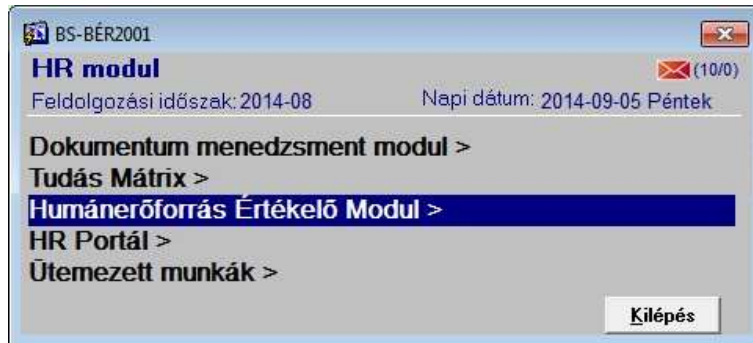 BS-BÉR2001
HR modul
(10/0)
Feldolgozási időszak: 2014-08 Napi dátum: 2014-09-05 Péntek
Dokumentum menedzsment modul >
Tudás Mátrix >
Humánerőforrás Értékelő Modul >
HR Portál >
Ütemezett munkák >
Kilépés